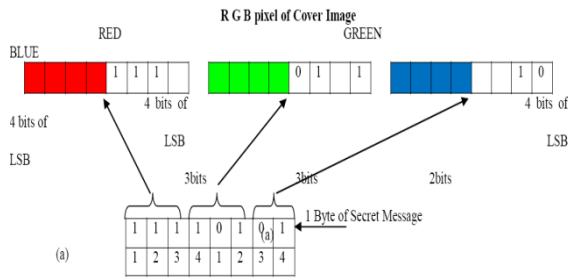 R G B pixel of Cover Image
RED GREEN
BLUE
1 1 1 0 1 1 1 0
4 bits of 4 bits of
4 bits of
LSB LSB
LSB
3bits 3bits 2bits
1 Byte of Secret Message
1 1 1 1 0 1 0 1
(a)
1 2 3 4 1 2 3 4
(a)